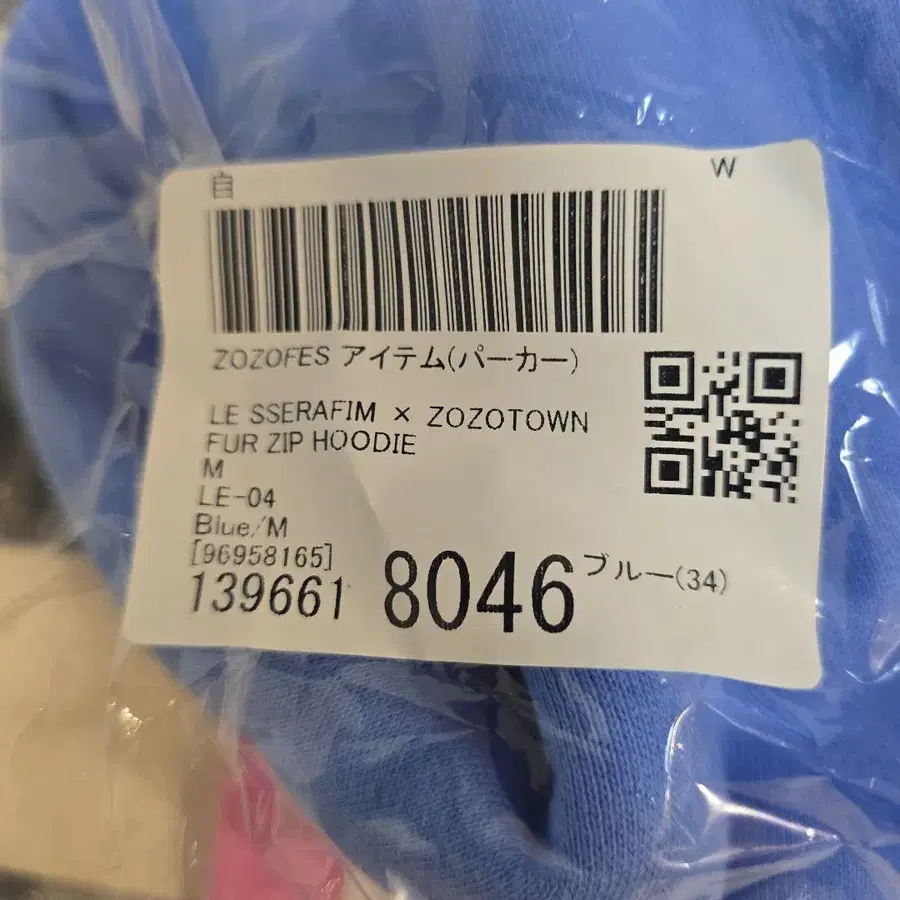 自 W
ZOZOFES アイテム(パーカー)
LE SSERAFIM × ZOZOTOWN
FUR ZIP HOODIE
M
LE-04
Blue/M
[96958165]
139661 8046 ブルー(34)